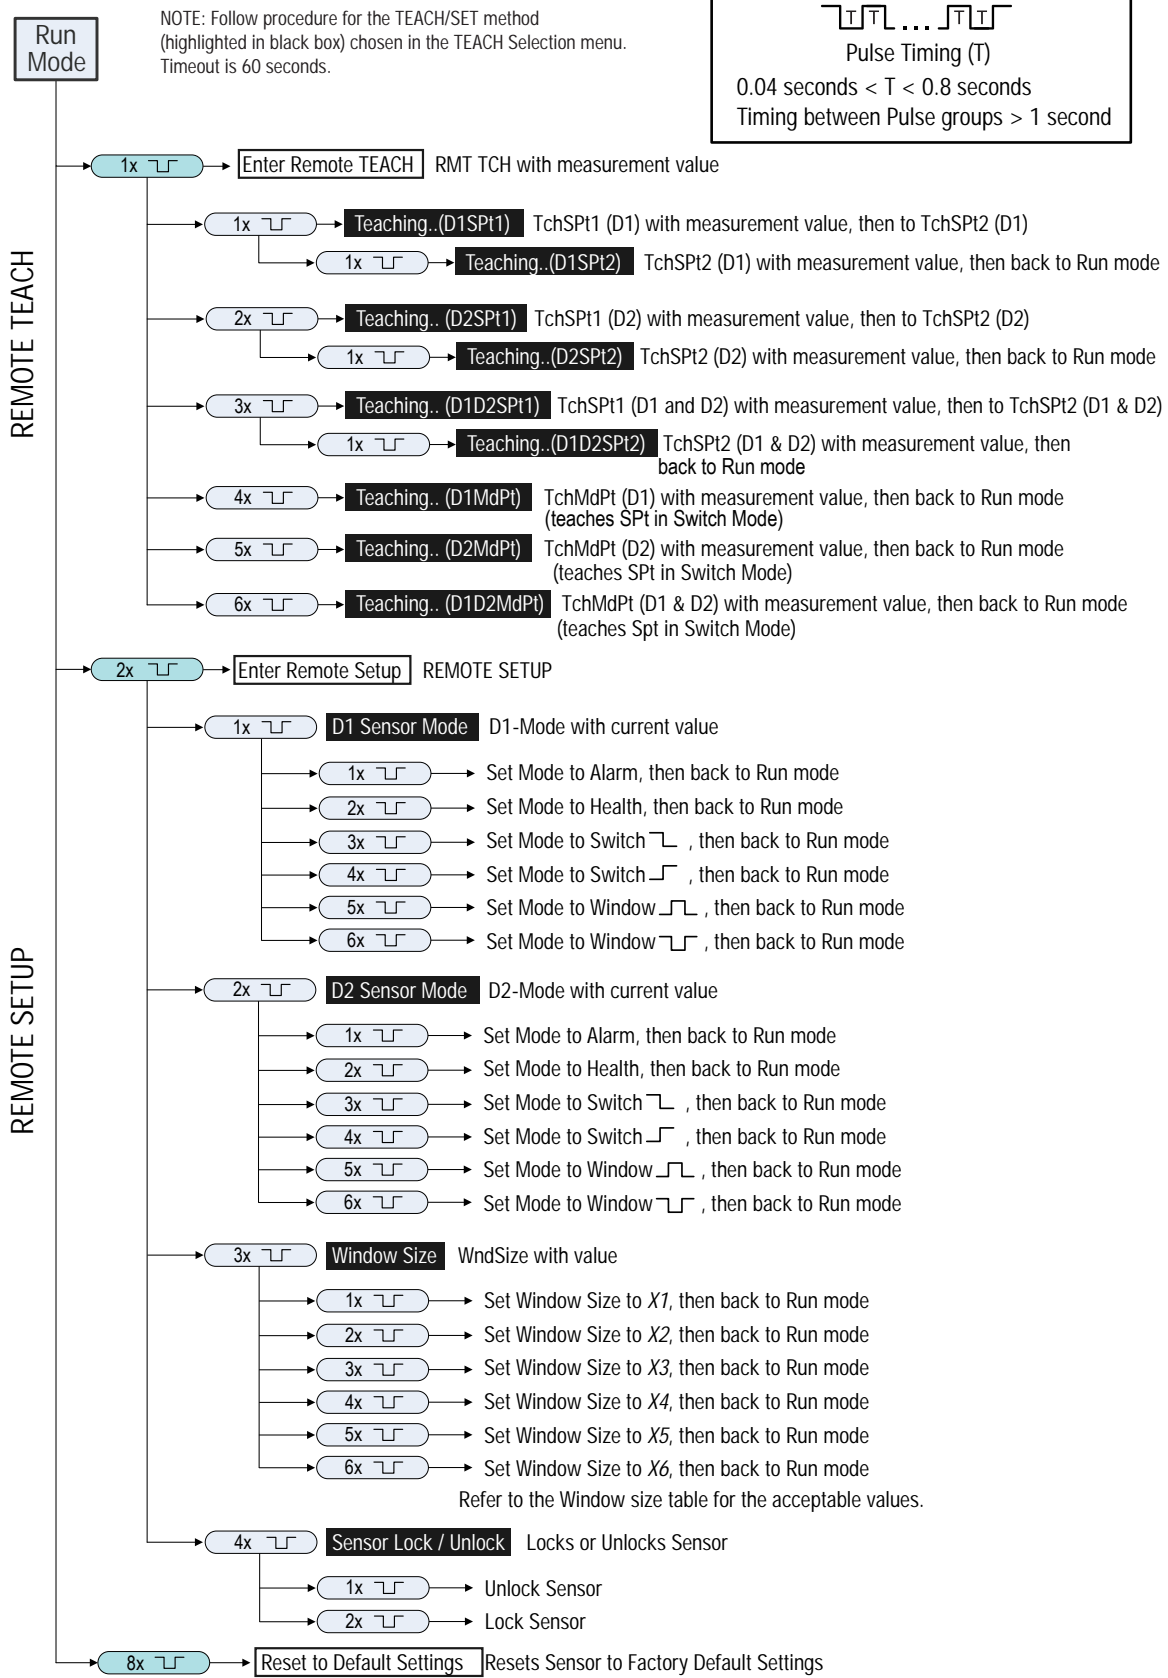 Run
Mode
NOTE: Follow procedure for the TEACH/SET method
(highlighted in black box) chosen in the TEACH Selection menu.
Timeout is 60 seconds.
T T .... T T
Pulse Timing (T)
0.04 seconds < T < 0.8 seconds
Timing between Pulse groups > 1 second
REMOTE TEACH
1x Enter Remote TEACH RMT TCH with measurement value
1x Teaching..(D1SPt1) TchSPt1 (D1) with measurement value, then to TchSPt2 (D1)
1x Teaching..(D1SPt2) TchSPt2 (D1) with measurement value, then back to Run mode
2x Teaching.. (D2SPt1) TchSPt1 (D2) with measurement value, then to TchSPt2 (D2)
1x Teaching..(D2SPt2) TchSPt2 (D2) with measurement value, then back to Run mode
3x Teaching.. (D1D2SPt1) TchSPt1 (D1 and D2) with measurement value, then to TchSPt2 (D1 & D2)
1x Teaching..(D1D2SPt2) TchSPt2 (D1 & D2) with measurement value, then
back to Run mode
4x Teaching.. (D1MdPt) TchMdPt (D1) with measurement value, then back to Run mode
(teaches SPt in Switch Mode)
5x Teaching.. (D2MdPt) TchMdPt (D2) with measurement value, then back to Run mode
(teaches SPt in Switch Mode)
6x Teaching.. (D1D2MdPt) TchMdPt (D1 & D2) with measurement value, then back to Run mode
(teaches Spt in Switch Mode)
REMOTE SETUP
2x Enter Remote Setup REMOTE SETUP
1x D1 Sensor Mode D1-Mode with current value
1x Set Mode to Alarm, then back to Run mode
2x Set Mode to Health, then back to Run mode
3x Set Mode to Switch , then back to Run mode
4x Set Mode to Switch , then back to Run mode
5x Set Mode to Window , then back to Run mode
6x Set Mode to Window , then back to Run mode
2x D2 Sensor Mode D2-Mode with current value
1x Set Mode to Alarm, then back to Run mode
2x Set Mode to Health, then back to Run mode
3x Set Mode to Switch , then back to Run mode
4x Set Mode to Switch , then back to Run mode
5x Set Mode to Window , then back to Run mode
6x Set Mode to Window , then back to Run mode
3x Window Size WndSize with value
1x Set Window Size to X1, then back to Run mode
2x Set Window Size to X2, then back to Run mode
3x Set Window Size to X3, then back to Run mode
4x Set Window Size to X4, then back to Run mode
5x Set Window Size to X5, then back to Run mode
6x Set Window Size to X6, then back to Run mode
Refer to the Window size table for the acceptable values.
4x Sensor Lock / Unlock Locks or Unlocks Sensor
1x Unlock Sensor
2x Lock Sensor
8x Reset to Default Settings Resets Sensor to Factory Default Settings